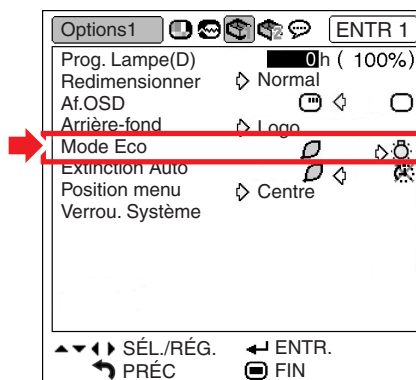 Options1 ENTR 1
Prog. Lampe(D) 0h ( 100%)
Redimensionner Normal
Af.OSD
Arrière-fond Logo
Mode Eco
Extinction Auto
Position menu Centre
Verrou. Système
SÉL./RÉG. ENTR.
PRÉC FIN